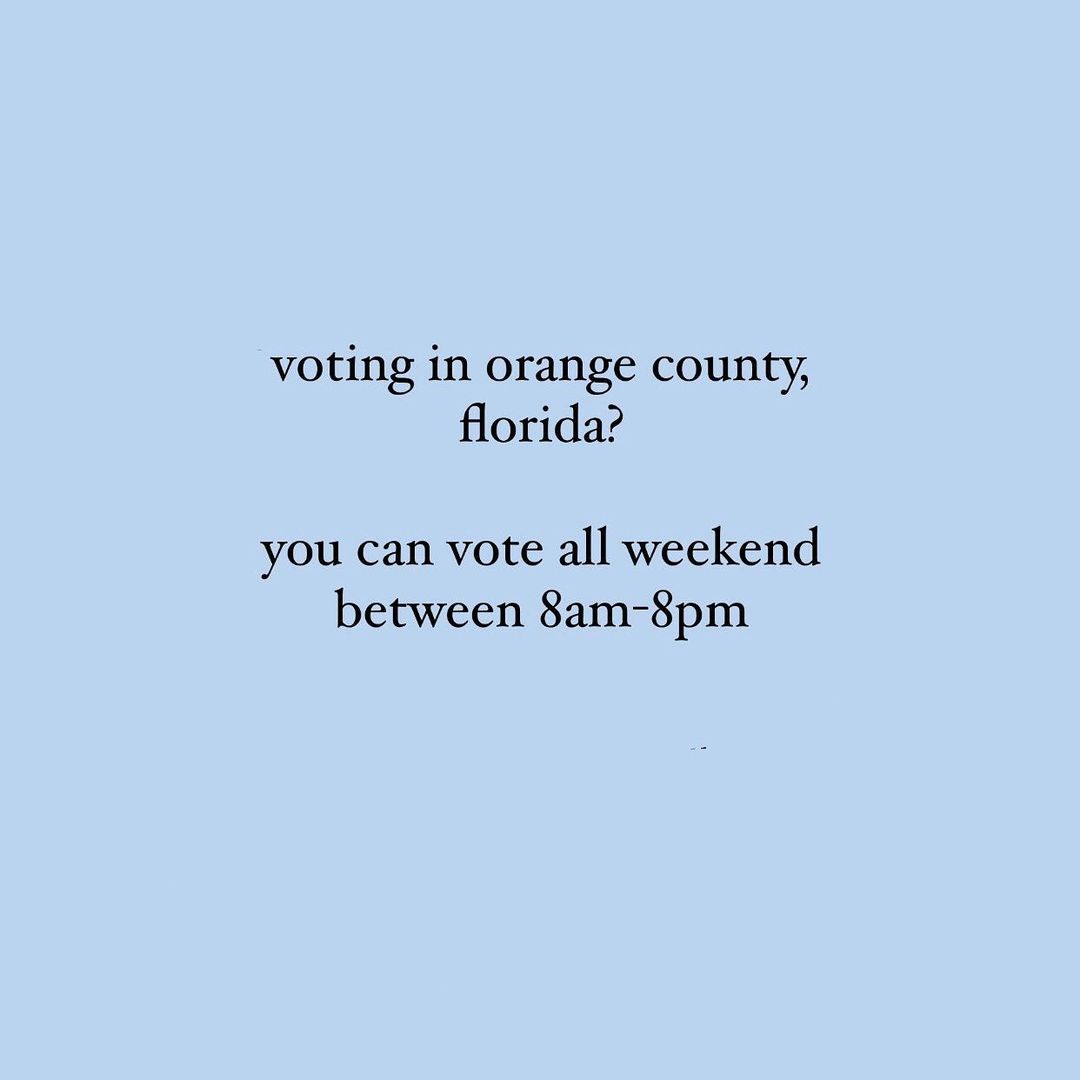 voting in orange county,
florida?
you can vote all weekend
between 8am-8pm